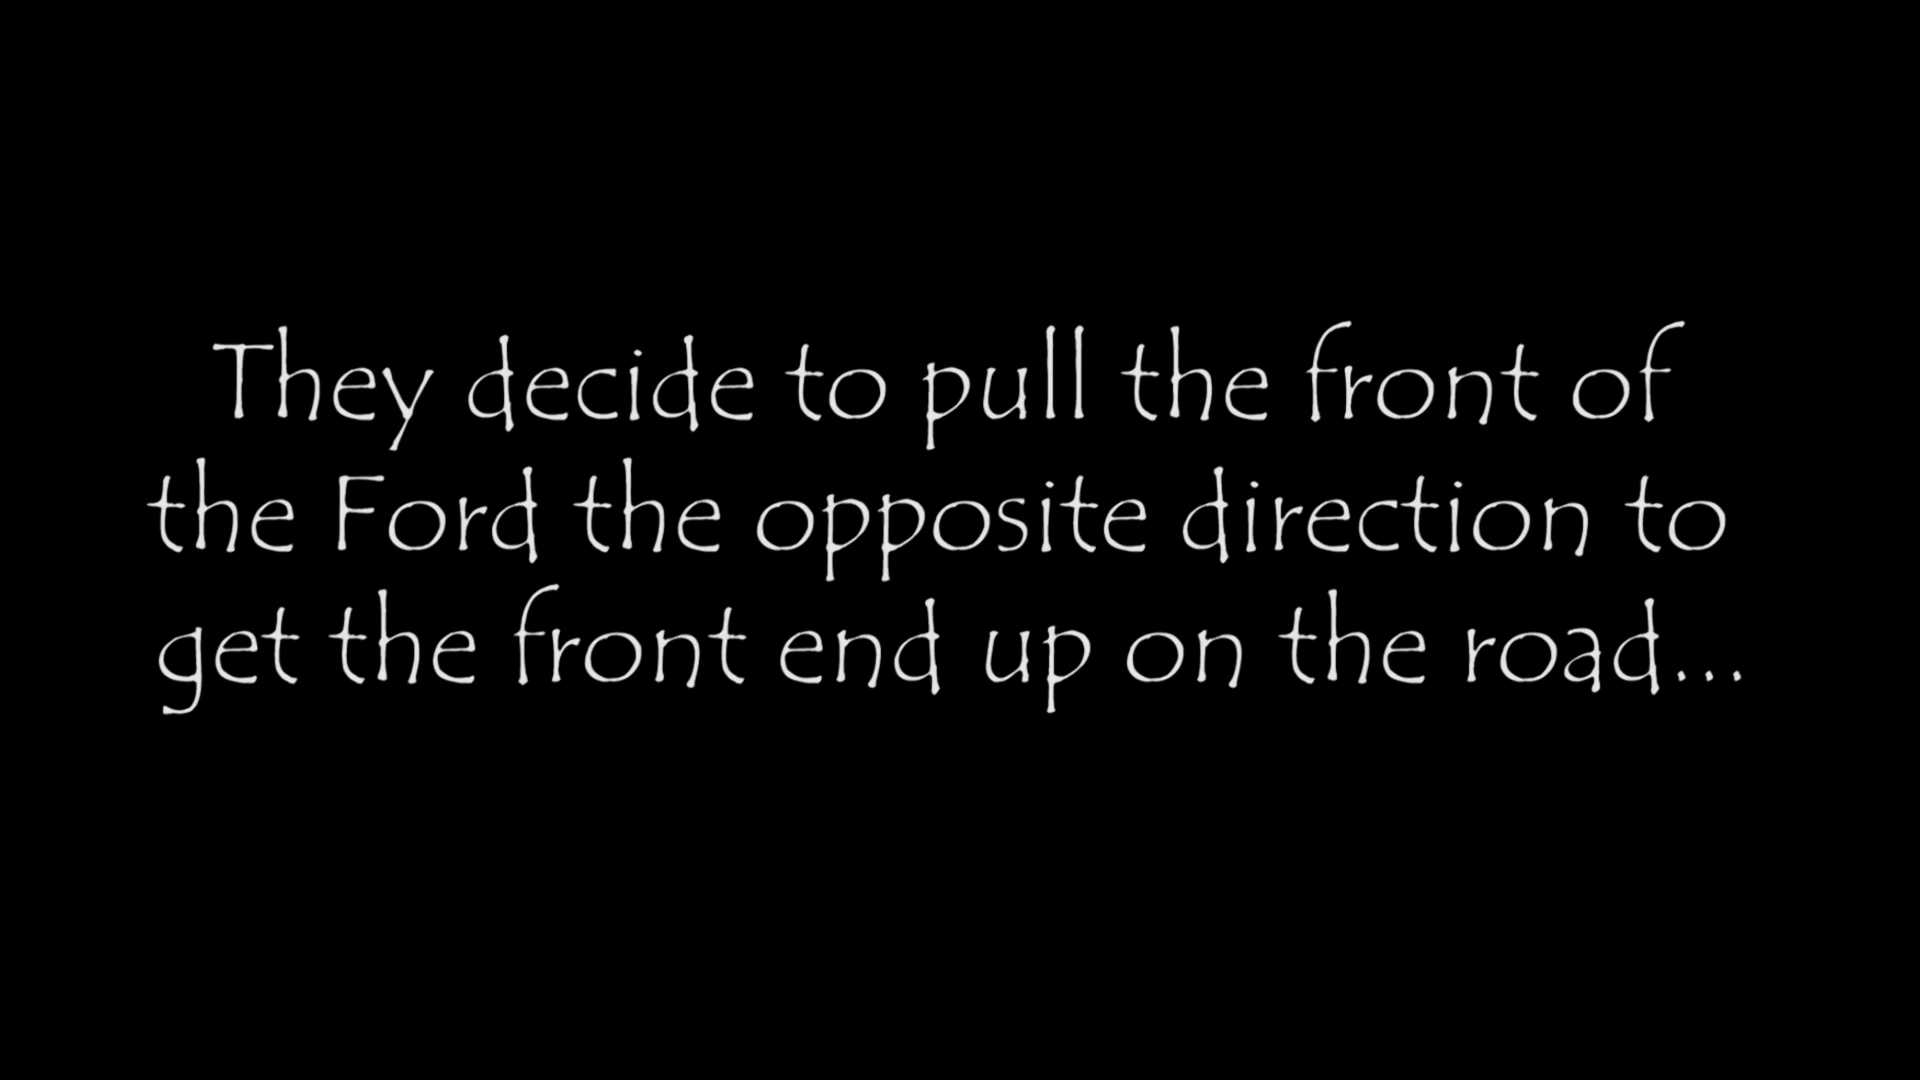 They decide to pull the front of
the Ford the opposite direction to
get the front end up on the road...